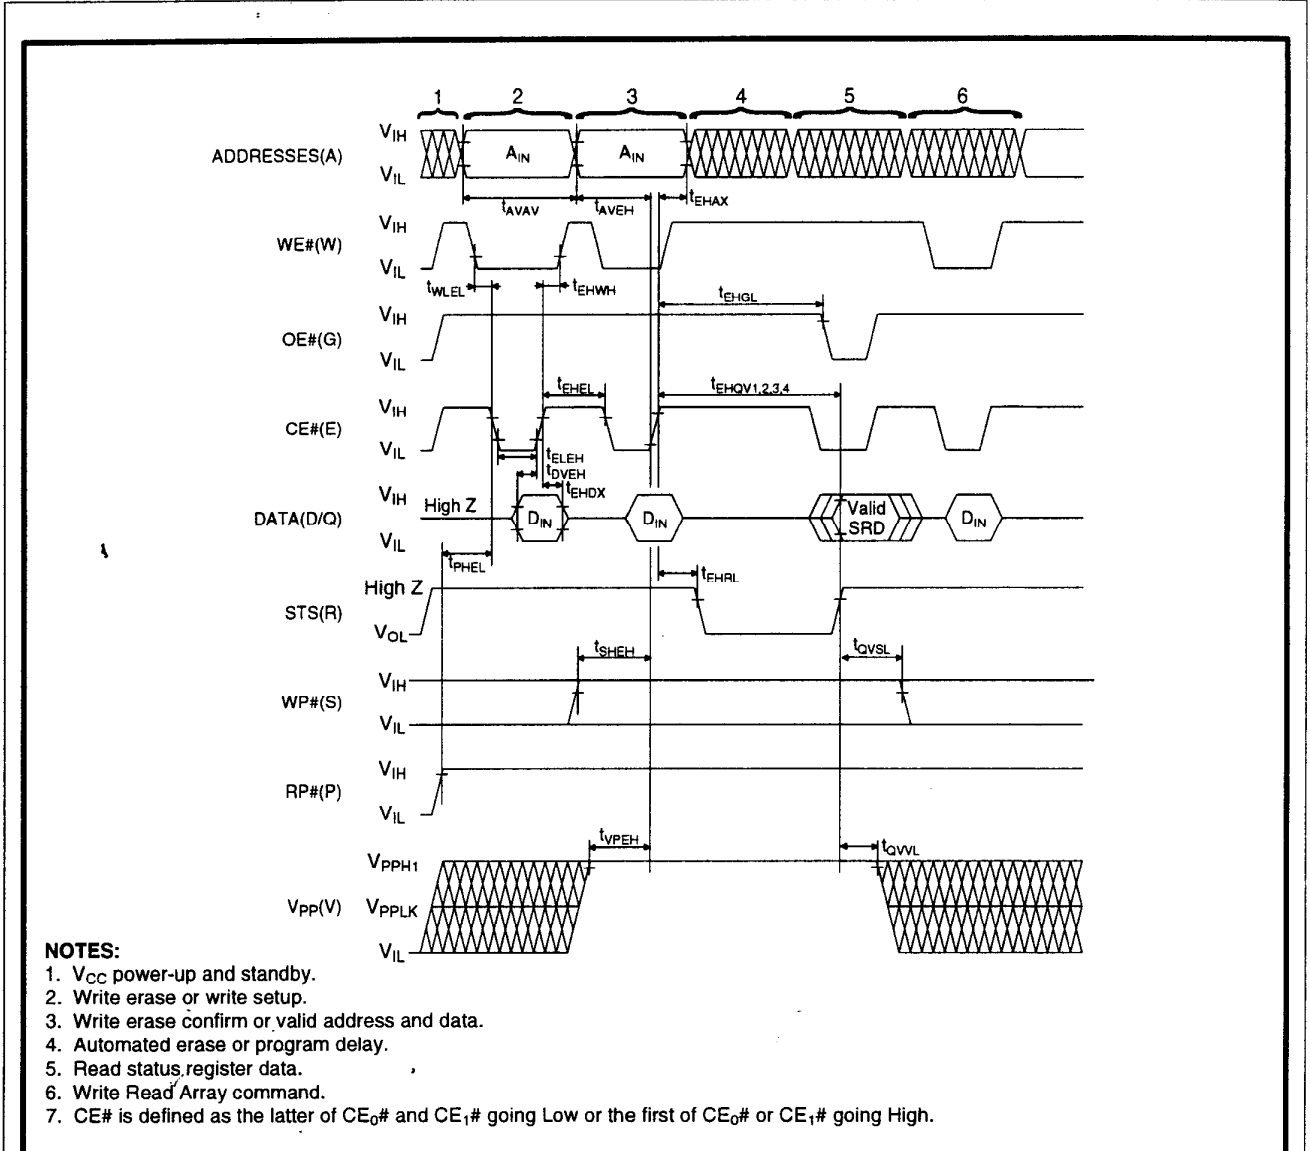 1 2 3 4 5 6
ADDRESSES(A) VIH VIL AIN AIN
tAVAV tAVEH tEHAX
WE#(W) VIH VIL
tWLEL tEHWH
tEHGL
OE#(G) VIH VIL
tEHEL tEHQV1,2,3,4
CE#(E) VIH VIL
tELEH
tDVEH
tEHDX
DATA(D/Q) VIH High Z VIL DIN DIN Valid SRD DIN
tPHEL
tEHRL
STS(R) High Z VOL
tSHEH tQVSL
WP#(S) VIH VIL
RP#(P) VIH VIL
tVPEH tQVVL
VPP(V) VPPH1 VPPLK VIL
NOTES:
1. VCC power-up and standby.
2. Write erase or write setup.
3. Write erase confirm or valid address and data.
4. Automated erase or program delay.
5. Read status register data.
6. Write Read Array command.
7. CE# is defined as the latter of CE0# and CE1# going Low or the first of CE0# or CE1# going High.